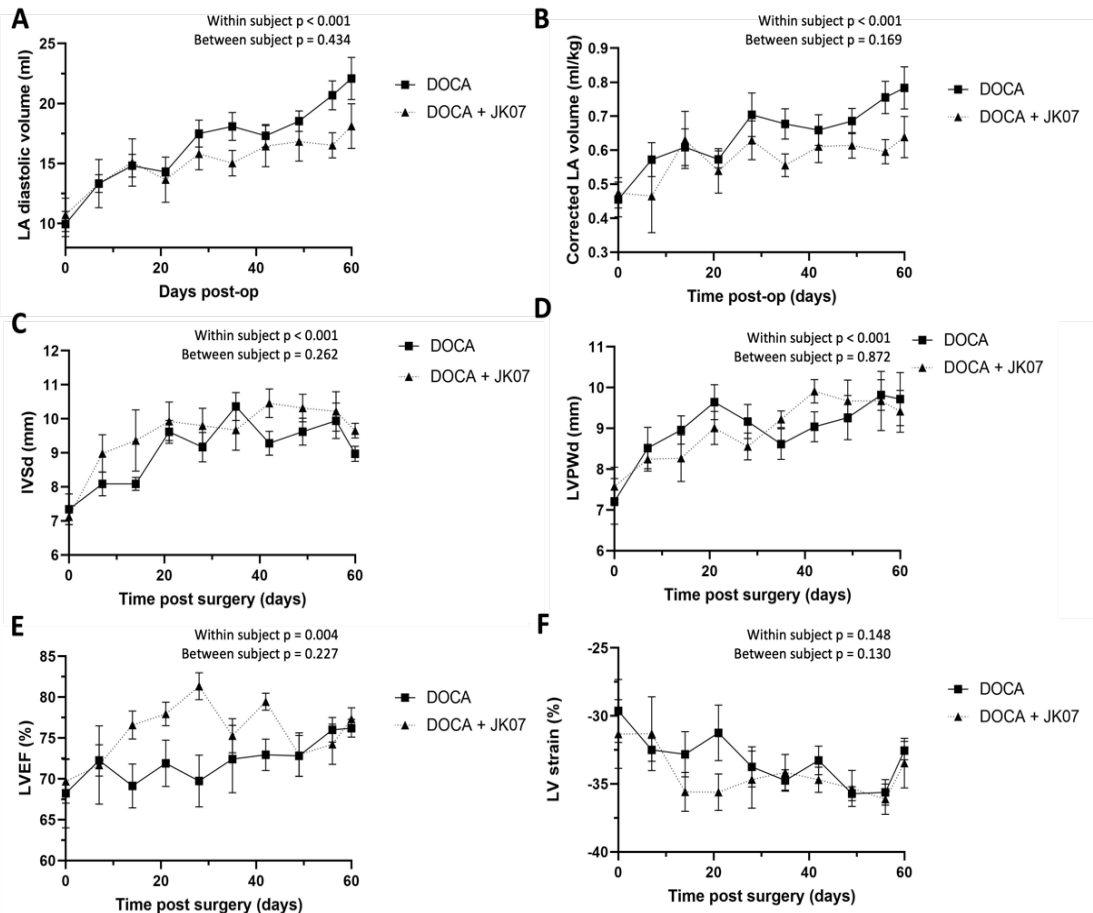 A
Within subject p < 0.001
Between subject p = 0.434
LA diastolic volume (ml)
25
20
15
10
0
20
40
60
Days post-op
DOCA
DOCA + JK07
B
Within subject p < 0.001
Between subject p = 0.169
Corrected LA volume (ml/kg)
0.9
0.8
0.7
0.6
0.5
0.4
0.3
0
20
40
60
Time post-op (days)
DOCA
DOCA + JK07
C
Within subject p < 0.001
Between subject p = 0.262
IVSd (mm)
12
11
10
9
8
7
6
0
20
40
60
Time post surgery (days)
DOCA
DOCA + JK07
D
Within subject p < 0.001
Between subject p = 0.872
LVPWd (mm)
11
10
9
8
7
6
0
20
40
60
Time post surgery (days)
DOCA
DOCA + JK07
E
Within subject p = 0.004
Between subject p = 0.227
LVEF (%)
85
80
75
70
65
60
0
20
40
60
Time post surgery (days)
DOCA
DOCA + JK07
F
Within subject p = 0.148
Between subject p = 0.130
LV strain (%)
-25
-30
-35
-40
0
20
40
60
Time post surgery (days)
DOCA
DOCA + JK07